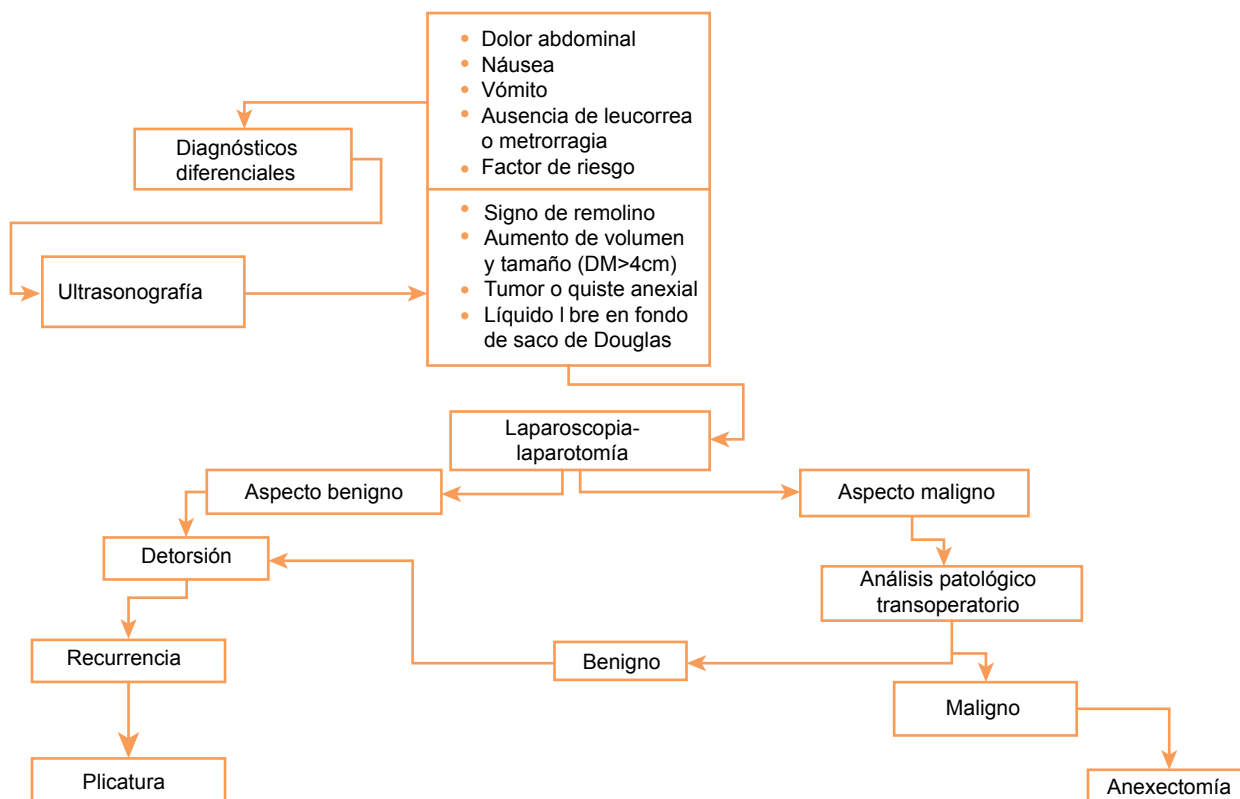 • Dolor abdominal
• Náusea
• Vómito
• Ausencia de leucorrea
o metrorragia
• Factor de riesgo
Diagnósticos
diferenciales
• Signo de remolino
• Aumento de volumen
y tamaño (DM>4cm)
• Tumor o quiste anexial
• Líquido l bre en fondo
de saco de Douglas
Ultrasonografía
Laparoscopia-
laparotomía
Aspecto benigno
Aspecto maligno
Detorsión
Análisis patológico
transoperatorio
Recurrencia
Benigno
Maligno
Plicatura
Anexectomía